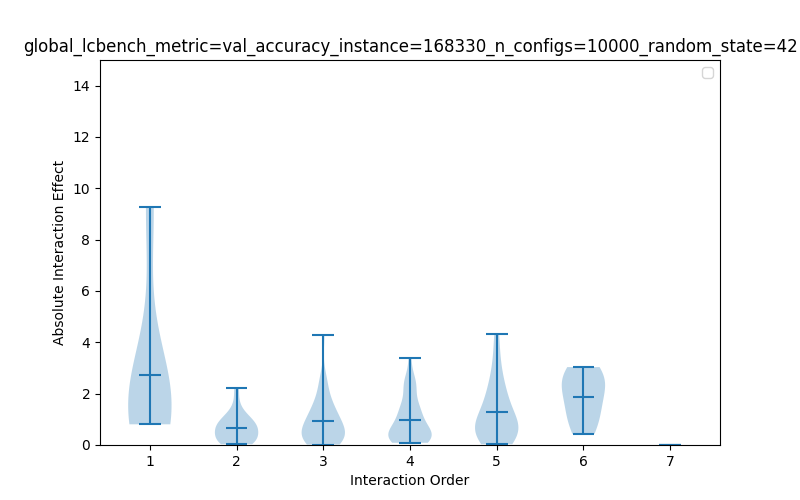 global_lcbench_metric=val_accuracy_instance=168330_n_configs=10000_random_state=42
14
12
10
8
6
4
2
0
Absolute Interaction Effect
1 2 3 4 5 6 7
Interaction Order